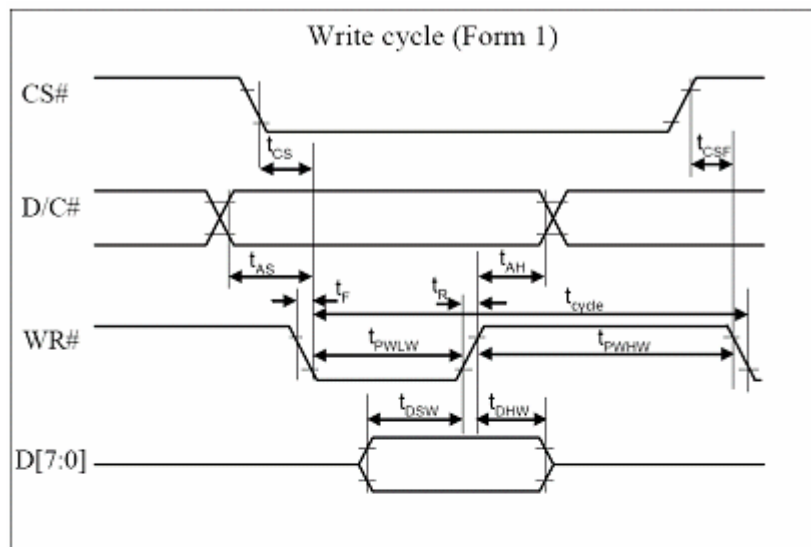 Write cycle (Form 1)
CS#
tCS
tCSF
D/C#
tAS
tF
tR
tAH
tcycle
WR#
tPWLW
tPWHW
tDSW
tDHW
D[7:0]